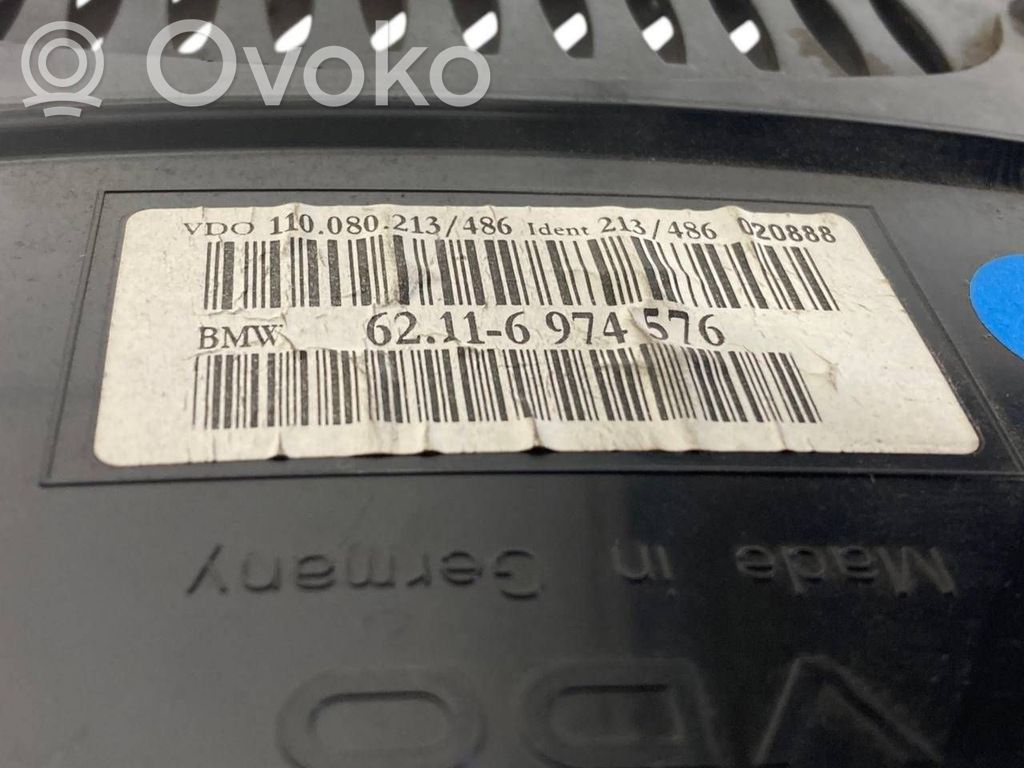 Ovoko
VDO 110.080.213/486 Ident 213/486 020888
BMW 62.11-6 974 576
Made in Germany
VDO